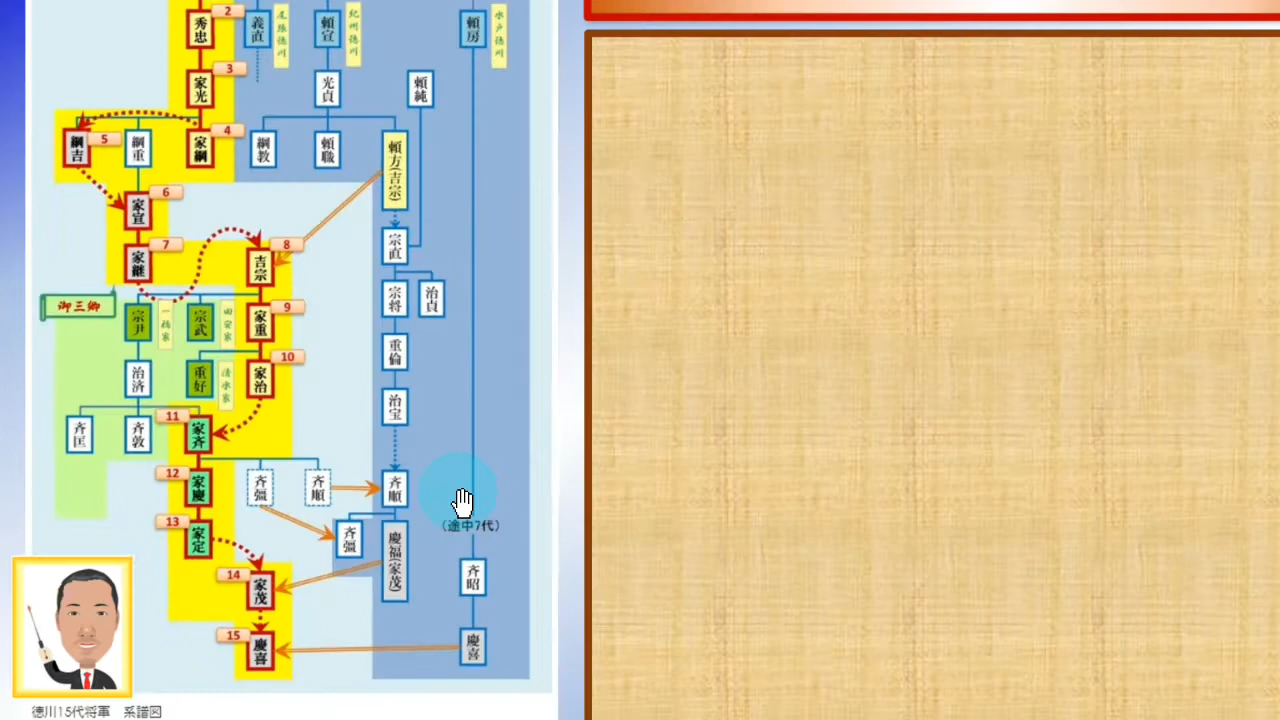 2
秀忠
義直
尾張徳川
頼宣
紀州徳川
頼房
水戸徳川
3
家光
光貞
頼純
5
綱吉
綱重
4
家綱
綱教
頼職
頼方(吉宗)
6
家宣
7
家継
8
吉宗
宗直
御三卿
宗尹
一橋家
宗武
田安家
9
家重
宗将
治貞
10
治済
重好
清水家
家治
重倫
治宝
11
斉匡
斉敦
家斉
12
家慶
斉彊
斉順
斉順
13
家定
斉彊
慶福(家茂)
(途中7代)
14
家茂
斉昭
15
慶喜
慶喜
徳川15代将軍 系譜図